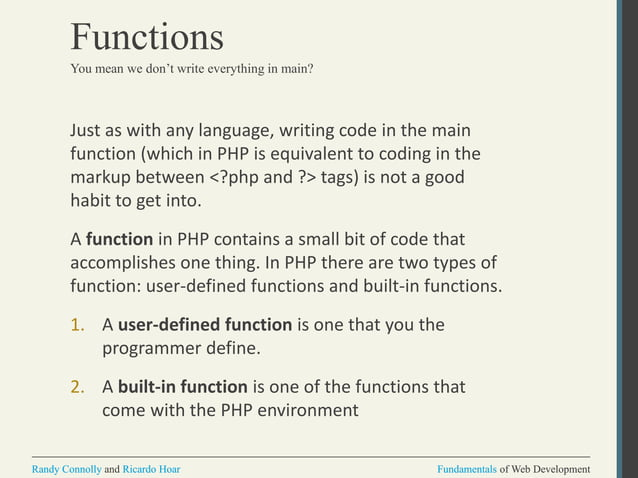 Functions
You mean we don’t write everything in main?
Just as with any language, writing code in the main
function (which in PHP is equivalent to coding in the
markup between <?php and ?> tags) is not a good
habit to get into.
A function in PHP contains a small bit of code that
accomplishes one thing. In PHP there are two types of
function: user-defined functions and built-in functions.
1. A user-defined function is one that you the
programmer define.
2. A built-in function is one of the functions that
come with the PHP environment
Randy Connolly and Ricardo Hoar
Fundamentals of Web Development